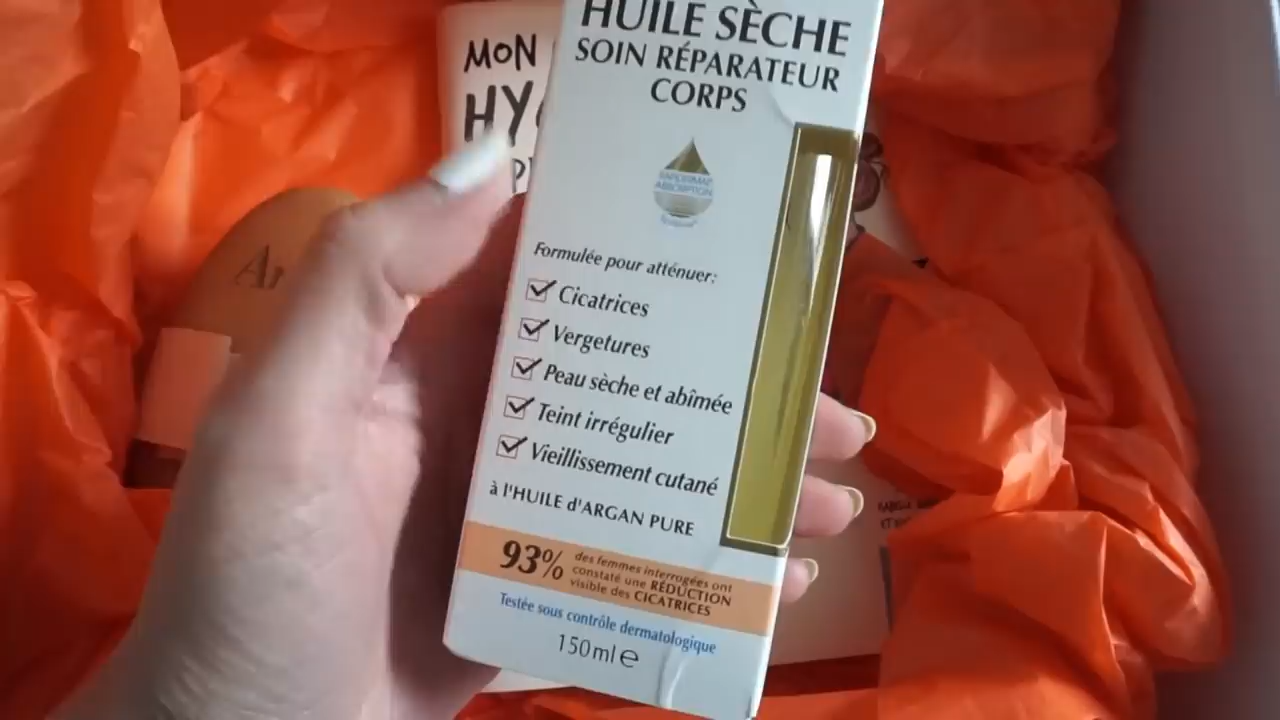 HUILE SÈCHE
SOIN RÉPARATEUR
CORPS
ABSORPTION
Formulée pour atténuer:
Cicatrices
Vergetures
Peau sèche et abîmée
Teint irrégulier
Vieillissement cutané
à l'HUILE d'ARGAN PURE
93%
des femmes interrogées ont
constaté une RÉDUCTION
visible des CICATRICES
Testée sous contrôle dermatologique
150ml e
MON
HY